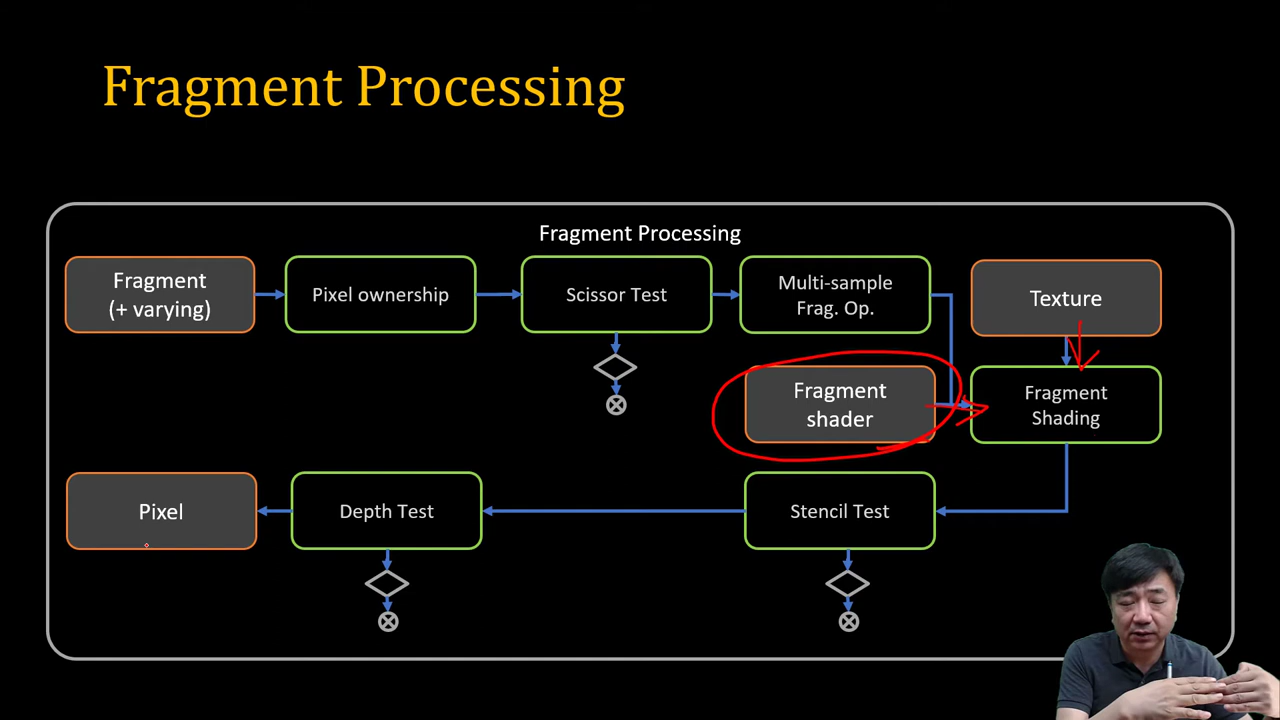 Fragment Processing
Fragment Processing
Fragment
(+ varying)
Pixel ownership
Scissor Test
Multi-sample
Frag. Op.
Texture
Fragment
shader
Fragment
Shading
Pixel
Depth Test
Stencil Test